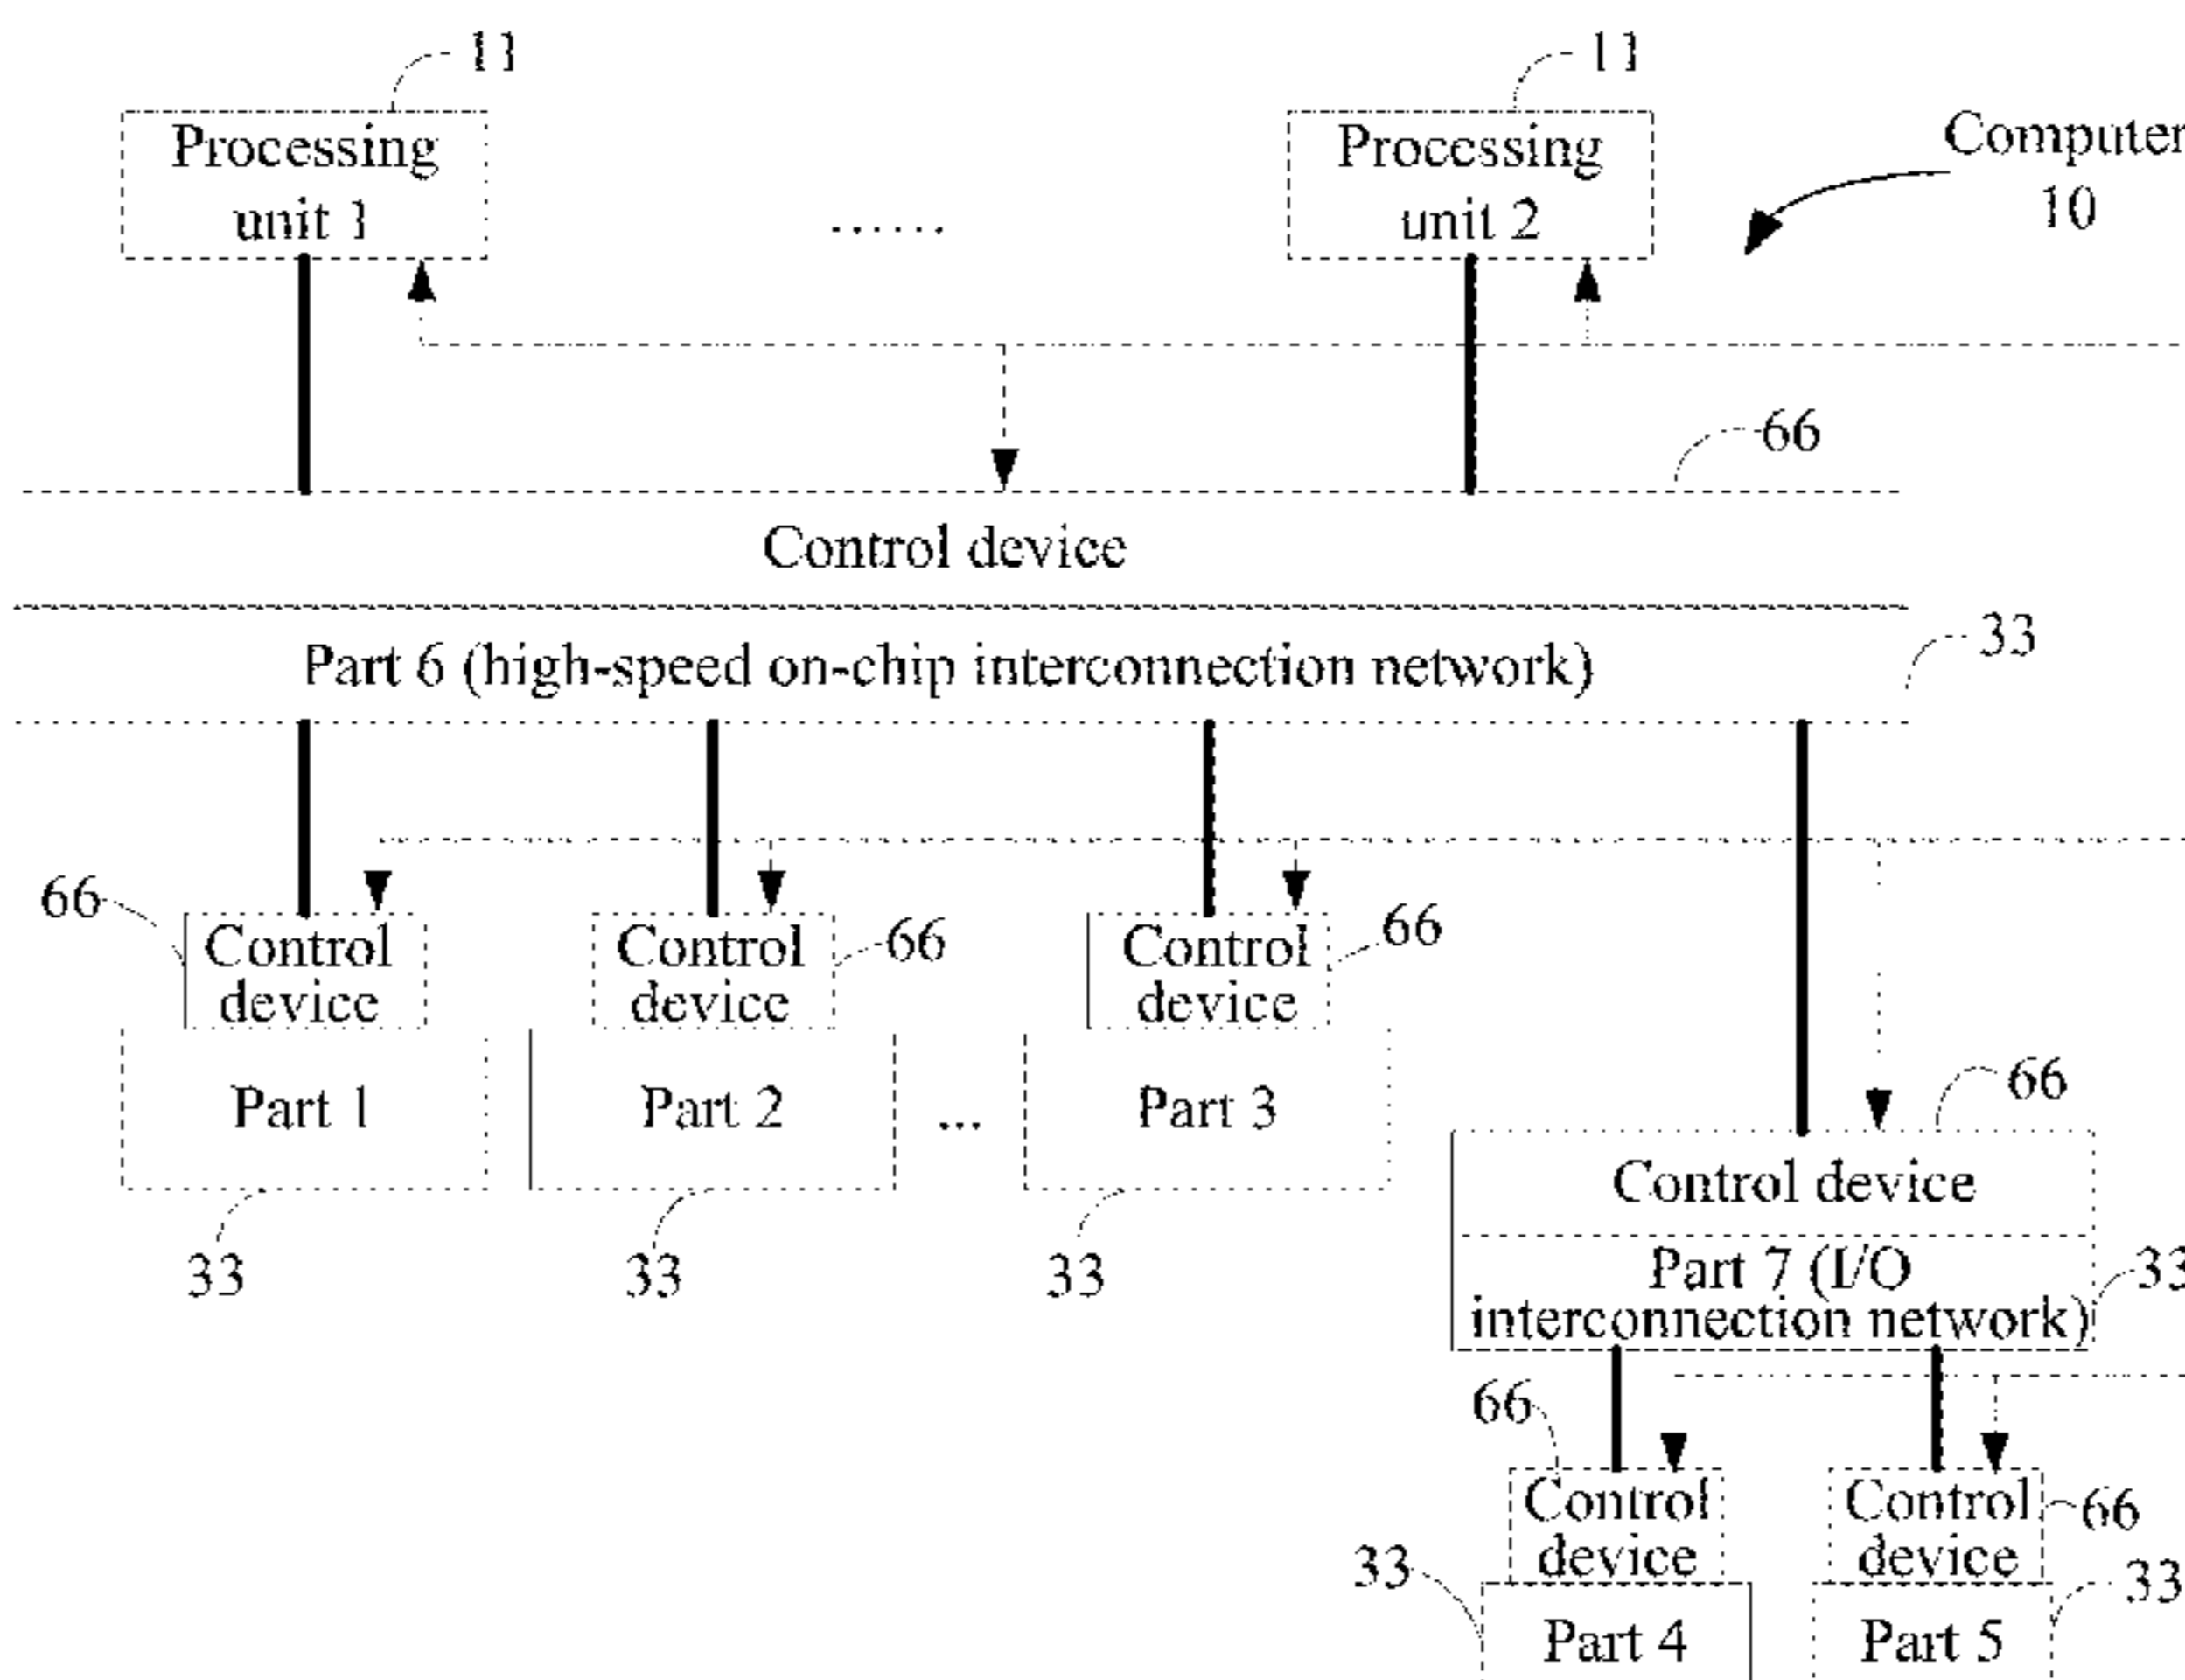 11
11
Processing
unit 1
......
Processing
unit 2
Computer
10
66
Control device
Part 6 (high-speed on-chip interconnection network)
33
66
Control
device
66
Control
device
66
Control
device
66
Part 1
Part 2
...
Part 3
33
33
33
Control device
Part 7 (I/O
interconnection network)
33
66
Control
device
Control
device
66
33
33
Part 4
Part 5